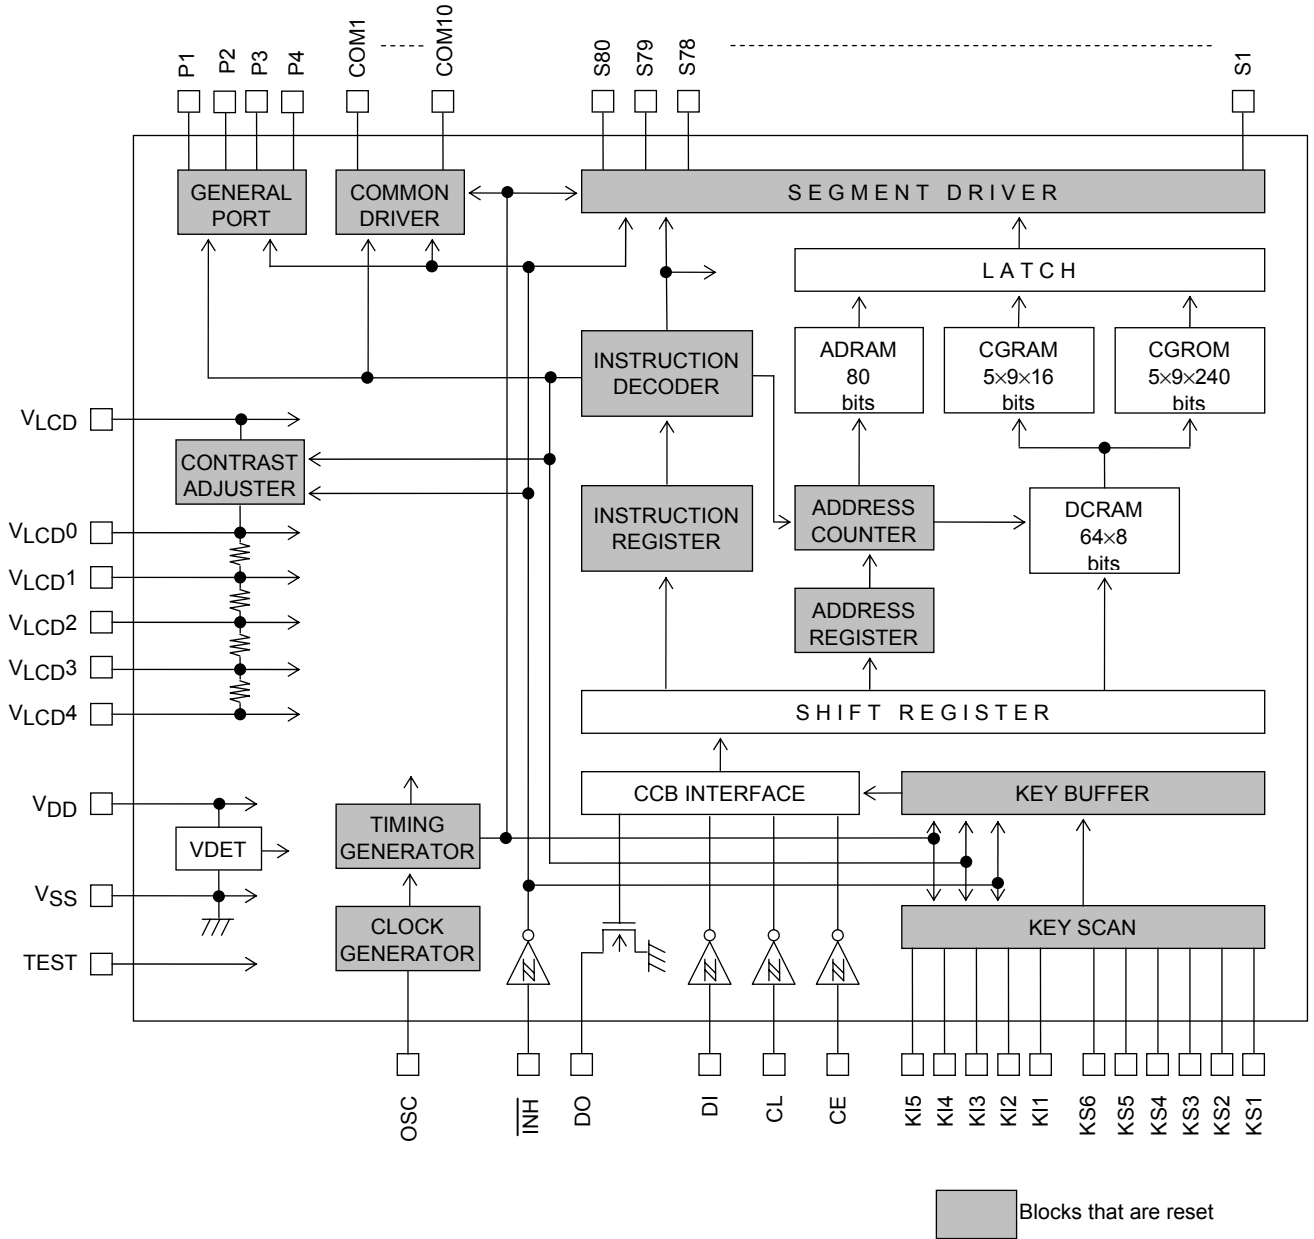 P1
P2
P3
P4
COM1
COM10
S80
S79
S78
S1
GENERAL
PORT
COMMON
DRIVER
SEGMENT DRIVER
LATCH
INSTRUCTION
DECODER
ADRAM
80
bits
CGRAM
5×9×16
bits
CGROM
5×9×240
bits
VLCD
CONTRAST
ADJUSTER
VLCD0
VLCD1
VLCD2
VLCD3
VLCD4
INSTRUCTION
REGISTER
ADDRESS
COUNTER
DCRAM
64×8
bits
ADDRESS
REGISTER
SHIFT REGISTER
VDD
VDET
VSS
TEST
TIMING
GENERATOR
CLOCK
GENERATOR
CCB INTERFACE
KEY BUFFER
KEY SCAN
OSC
INH
DO
DI
CL
CE
KI5
KI4
KI3
KI2
KI1
KS6
KS5
KS4
KS3
KS2
KS1
Blocks that are reset